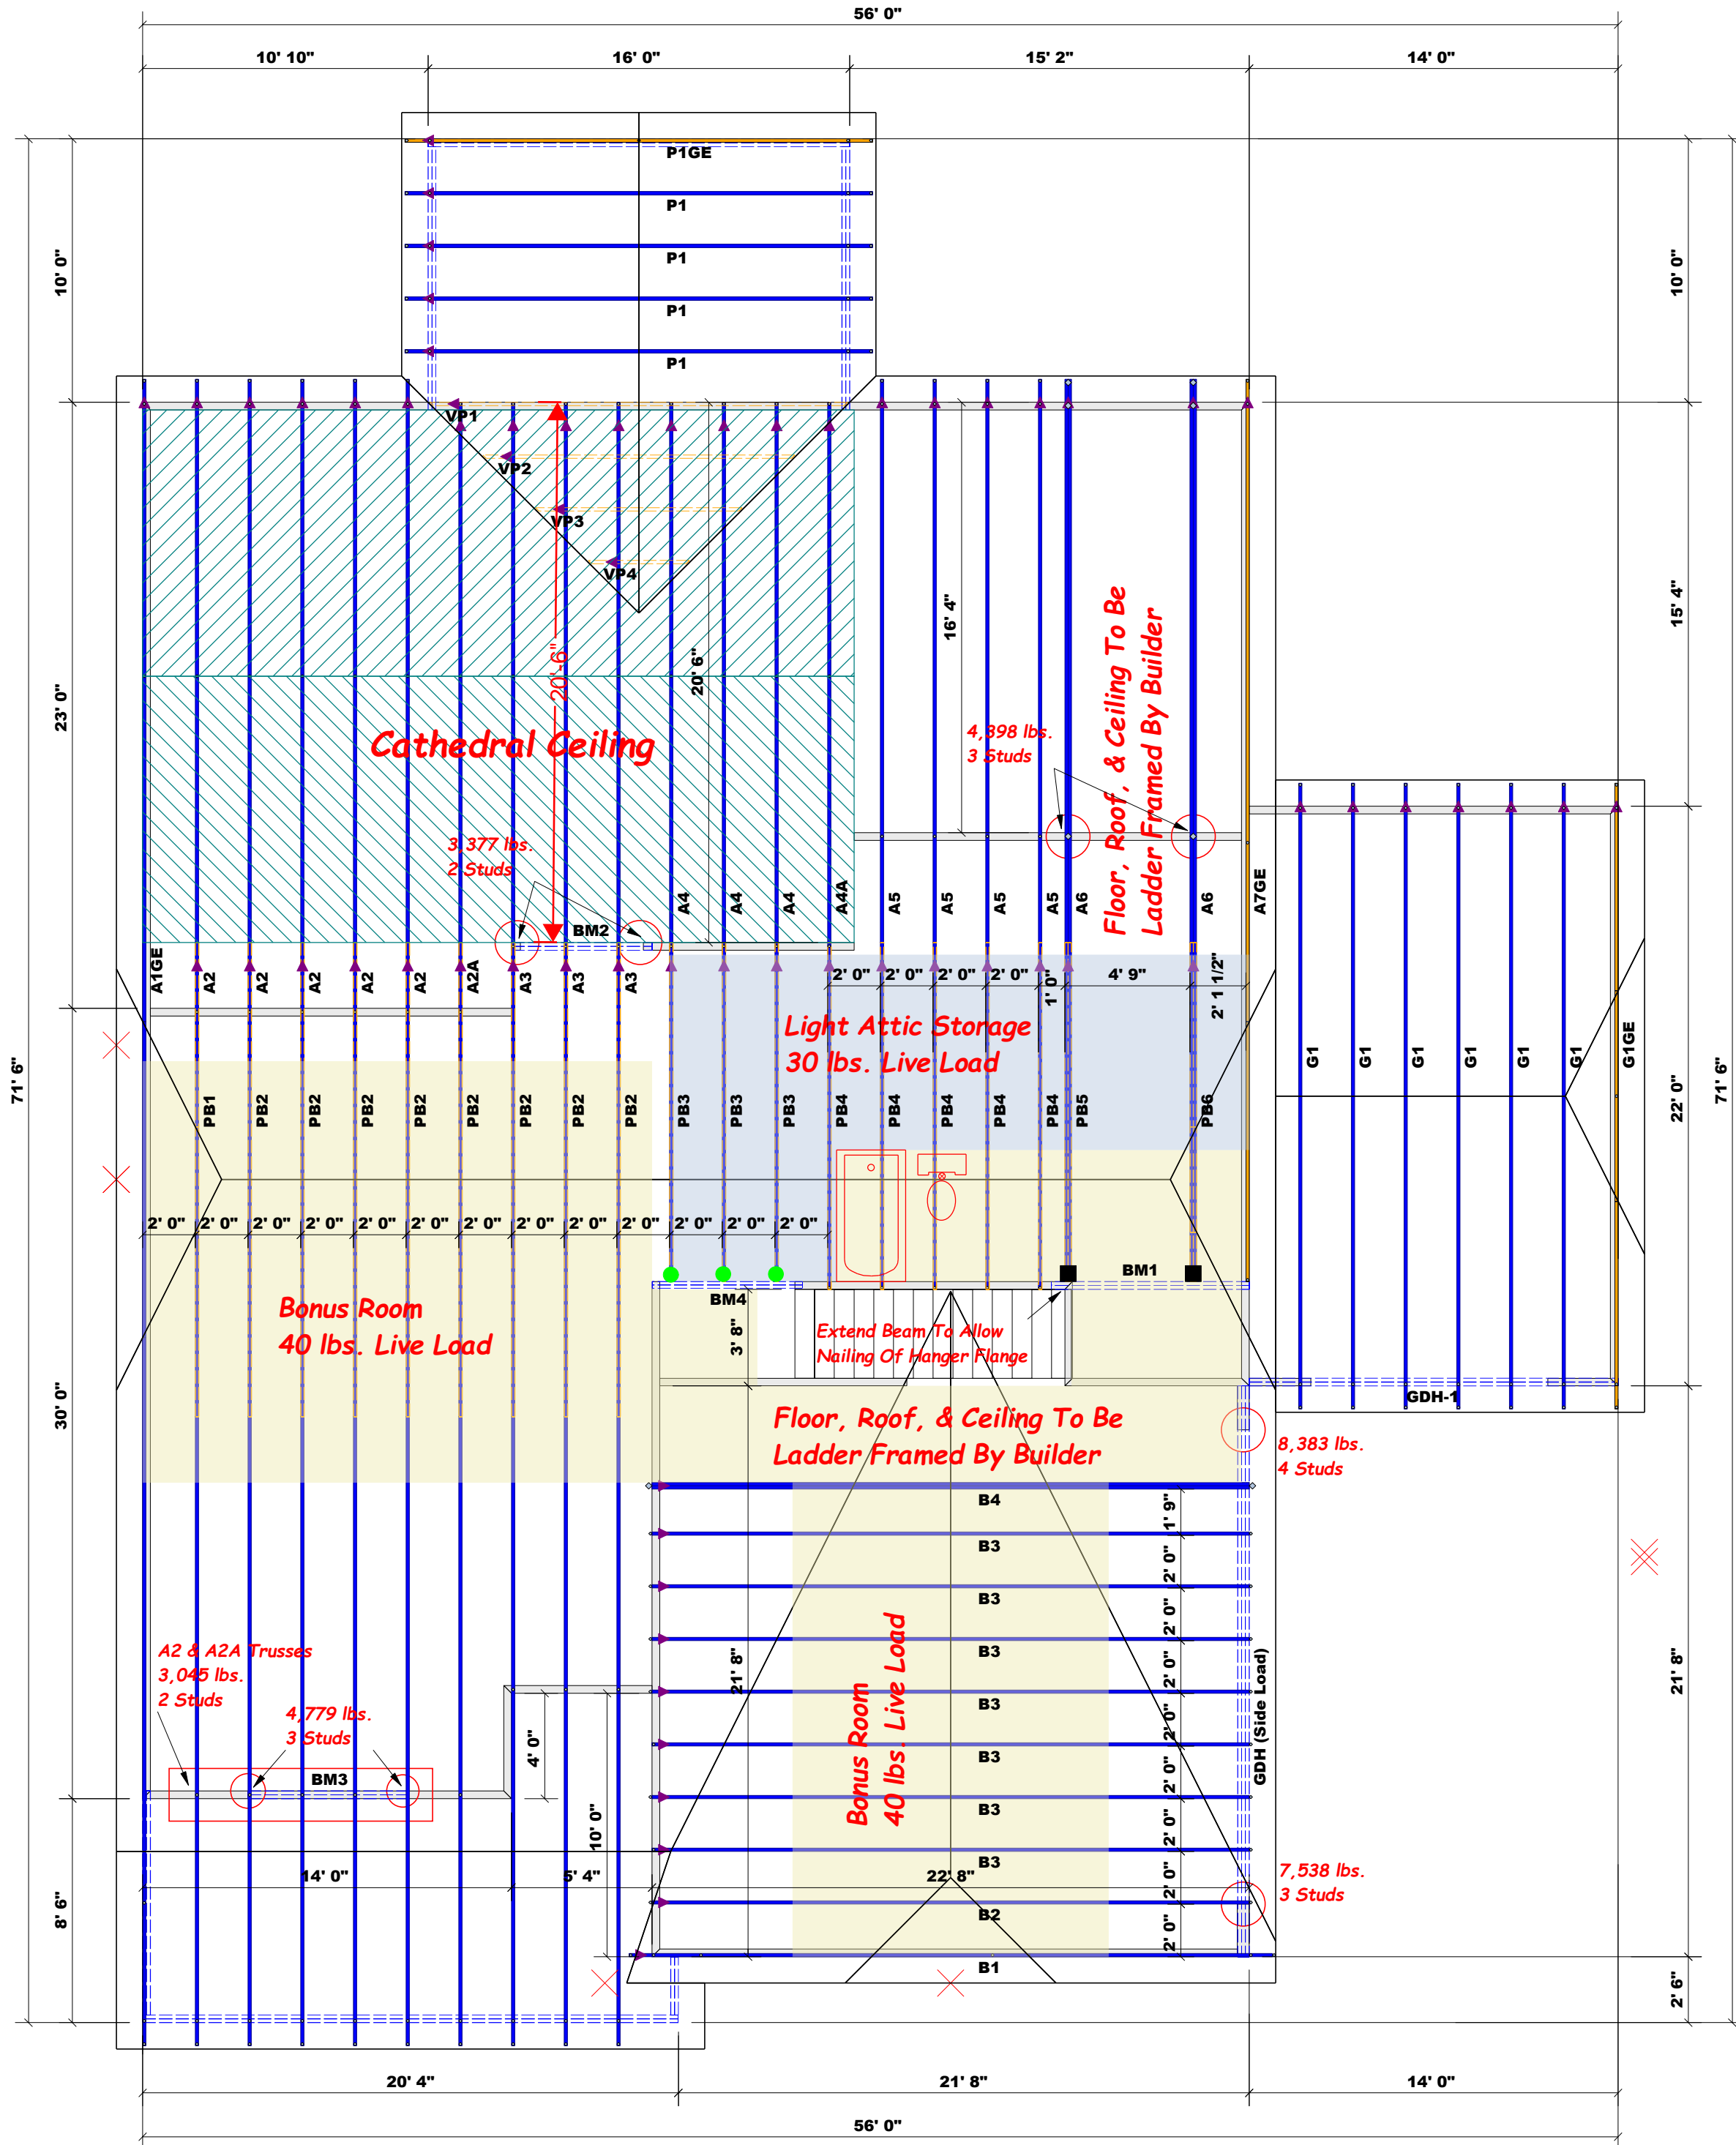 56' 0"
10' 10"
16' 0"
15' 2"
14' 0"
P1GE
P1
P1
P1
P1
10' 0"
10' 0"
VP1
VP2
VP3
VP4
23' 0"
15' 4"
16' 4"
20' 6"
20'-6"
Cathedral Ceiling
Floor, Roof, & Ceiling To Be
Ladder Framed By Builder
4,398 lbs.
3 Studs
3,377 lbs.
2 Studs
BM2
A1GE
A2
A2
A2
A2
A2
A2A
A3
A3
A3
A4
A4
A4
A4A
A5
A5
A5
A5
A6
A6
A7GE
2' 0"
2' 0"
2' 0"
2' 0"
1' 0"
4' 9"
2' 1 1/2"
Light Attic Storage
30 lbs. Live Load
G1
G1
G1
G1
G1
G1
G1GE
71' 6"
71' 6"
22' 0"
PB1
PB2
PB2
PB2
PB2
PB2
PB2
PB2
PB2
PB3
PB3
PB3
PB4
PB4
PB4
PB4
PB4
PB5
PB6
2' 0"
2' 0"
2' 0"
2' 0"
2' 0"
2' 0"
2' 0"
2' 0"
2' 0"
2' 0"
2' 0"
2' 0"
2' 0"
BM4
BM1
Bonus Room
40 lbs. Live Load
3' 8"
Extend Beam To Allow
Nailing Of Hanger Flange
30' 0"
GDH-1
Floor, Roof, & Ceiling To Be
Ladder Framed By Builder
8,383 lbs.
4 Studs
B4
B3
B3
B3
B3
B3
B3
B3
B2
B1
1' 9"
2' 0"
2' 0"
2' 0"
2' 0"
2' 0"
2' 0"
2' 0"
2' 0"
GDH (Side Load)
21' 8"
21' 8"
Bonus Room
40 lbs. Live Load
A2 & A2A Trusses
3,045 lbs.
2 Studs
4,779 lbs.
3 Studs
BM3
4' 0"
10' 0"
14' 0"
5' 4"
22' 8"
7,538 lbs.
3 Studs
8' 6"
2' 6"
20' 4"
21' 8"
14' 0"
56' 0"